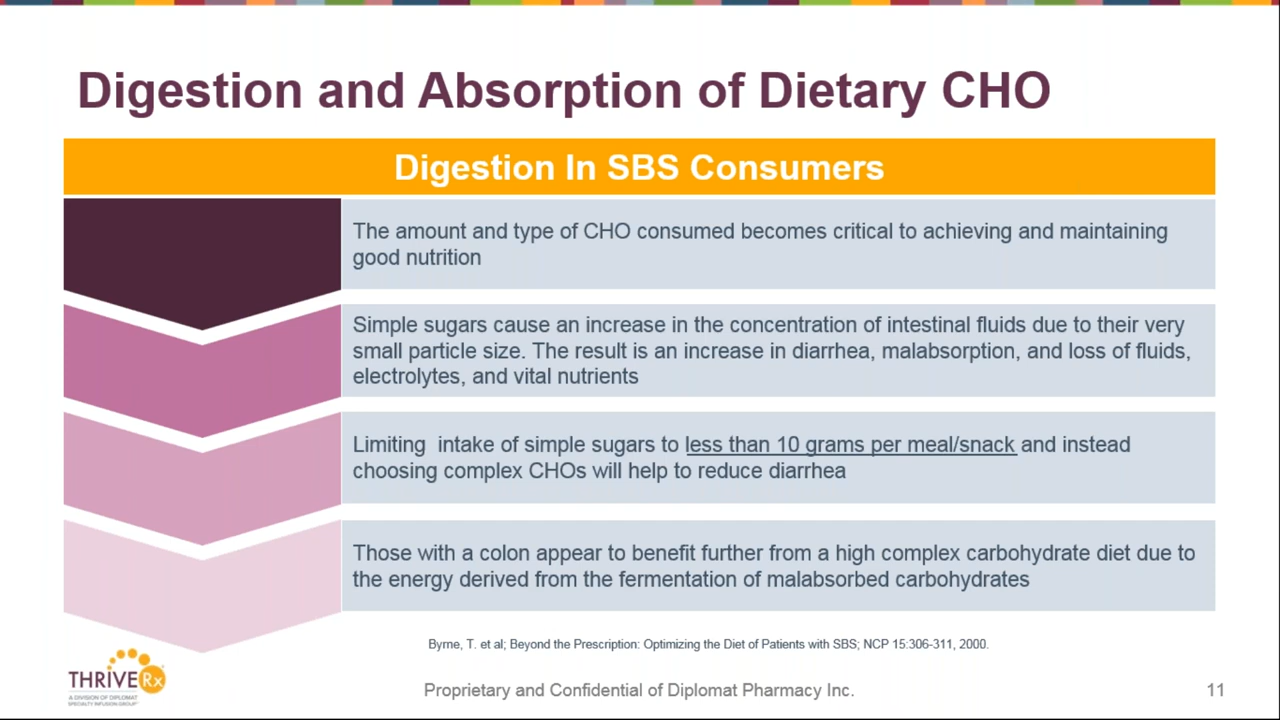 Digestion and Absorption of Dietary CHO
Digestion In SBS Consumers
The amount and type of CHO consumed becomes critical to achieving and maintaining
good nutrition
Simple sugars cause an increase in the concentration of intestinal fluids due to their very
small particle size. The result is an increase in diarrhea, malabsorption, and loss of fluids,
electrolytes, and vital nutrients
Limiting  intake of simple sugars to less than 10 grams per meal/snack and instead
choosing complex CHOs will help to reduce diarrhea
Those with a colon appear to benefit further from a high complex carbohydrate diet due to
the energy derived from the fermentation of malabsorbed carbohydrates
Byrne, T. et al; Beyond the Prescription: Optimizing the Diet of Patients with SBS; NCP 15:306-311, 2000.
THRIVE Rx
A DIVISION OF DIPLOMAT
SPECIALTY INFUSION GROUP
Proprietary and Confidential of Diplomat Pharmacy Inc.
11